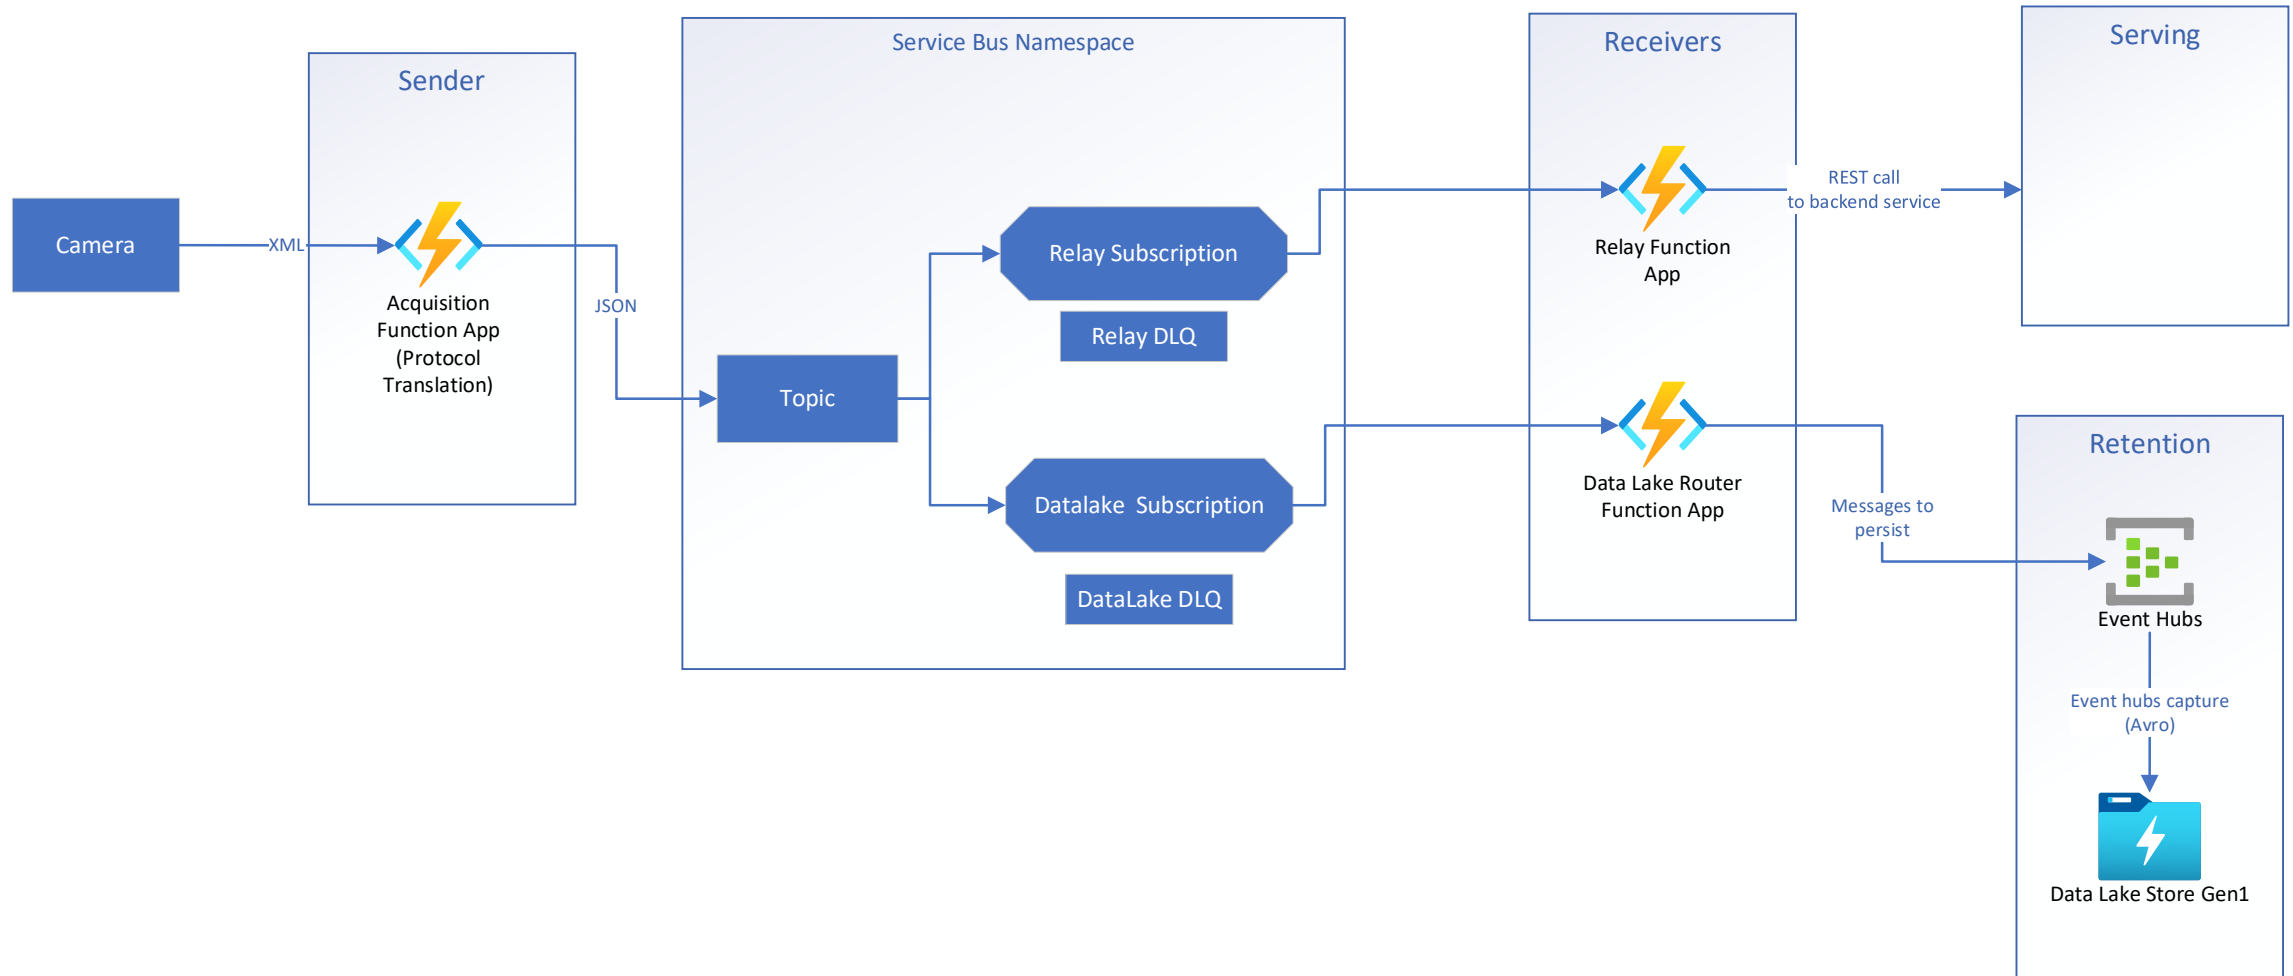 Camera
XML
Sender
Acquisition
Function App
(Protocol
Translation)
JSON
Service Bus Namespace
Topic
Relay Subscription
Relay DLQ
Datalake  Subscription
DataLake DLQ
Receivers
Relay Function
App
Data Lake Router
Function App
REST call
to backend service
Messages to
persist
Serving
Retention
Event Hubs
Event hubs capture
(Avro)
Data Lake Store Gen1